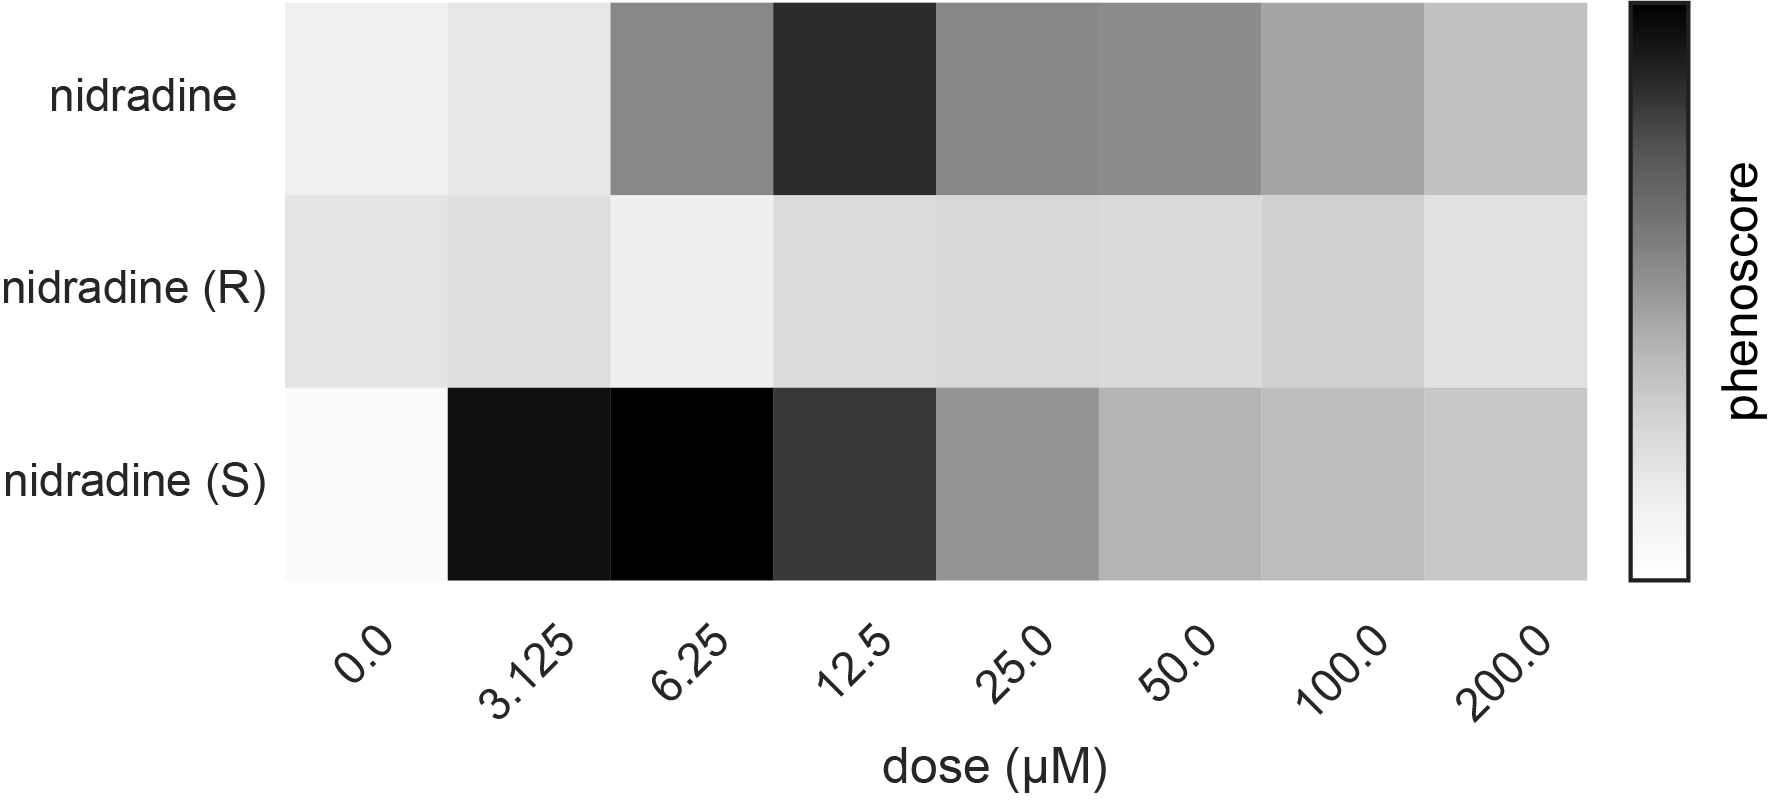 nidradine
nidradine (R)
nidradine (S)
0.0
3.125
6.25
12.5
25.0
50.0
100.0
200.0
dose (µM)
phenoscore